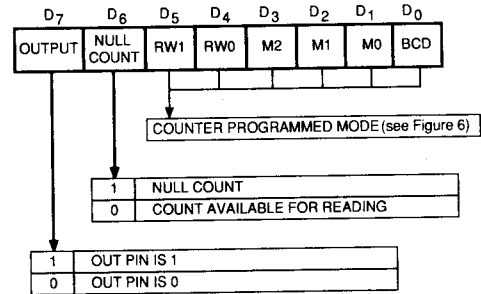 D7 D6 D5 D4 D3 D2 D1 D0
OUTPUT NULL COUNT RW1 RW0 M2 M1 M0 BCD
COUNTER PROGRAMMED MODE (see Figure 6)
1 NULL COUNT
0 COUNT AVAILABLE FOR READING
1 OUT PIN IS 1
0 OUT PIN IS 0